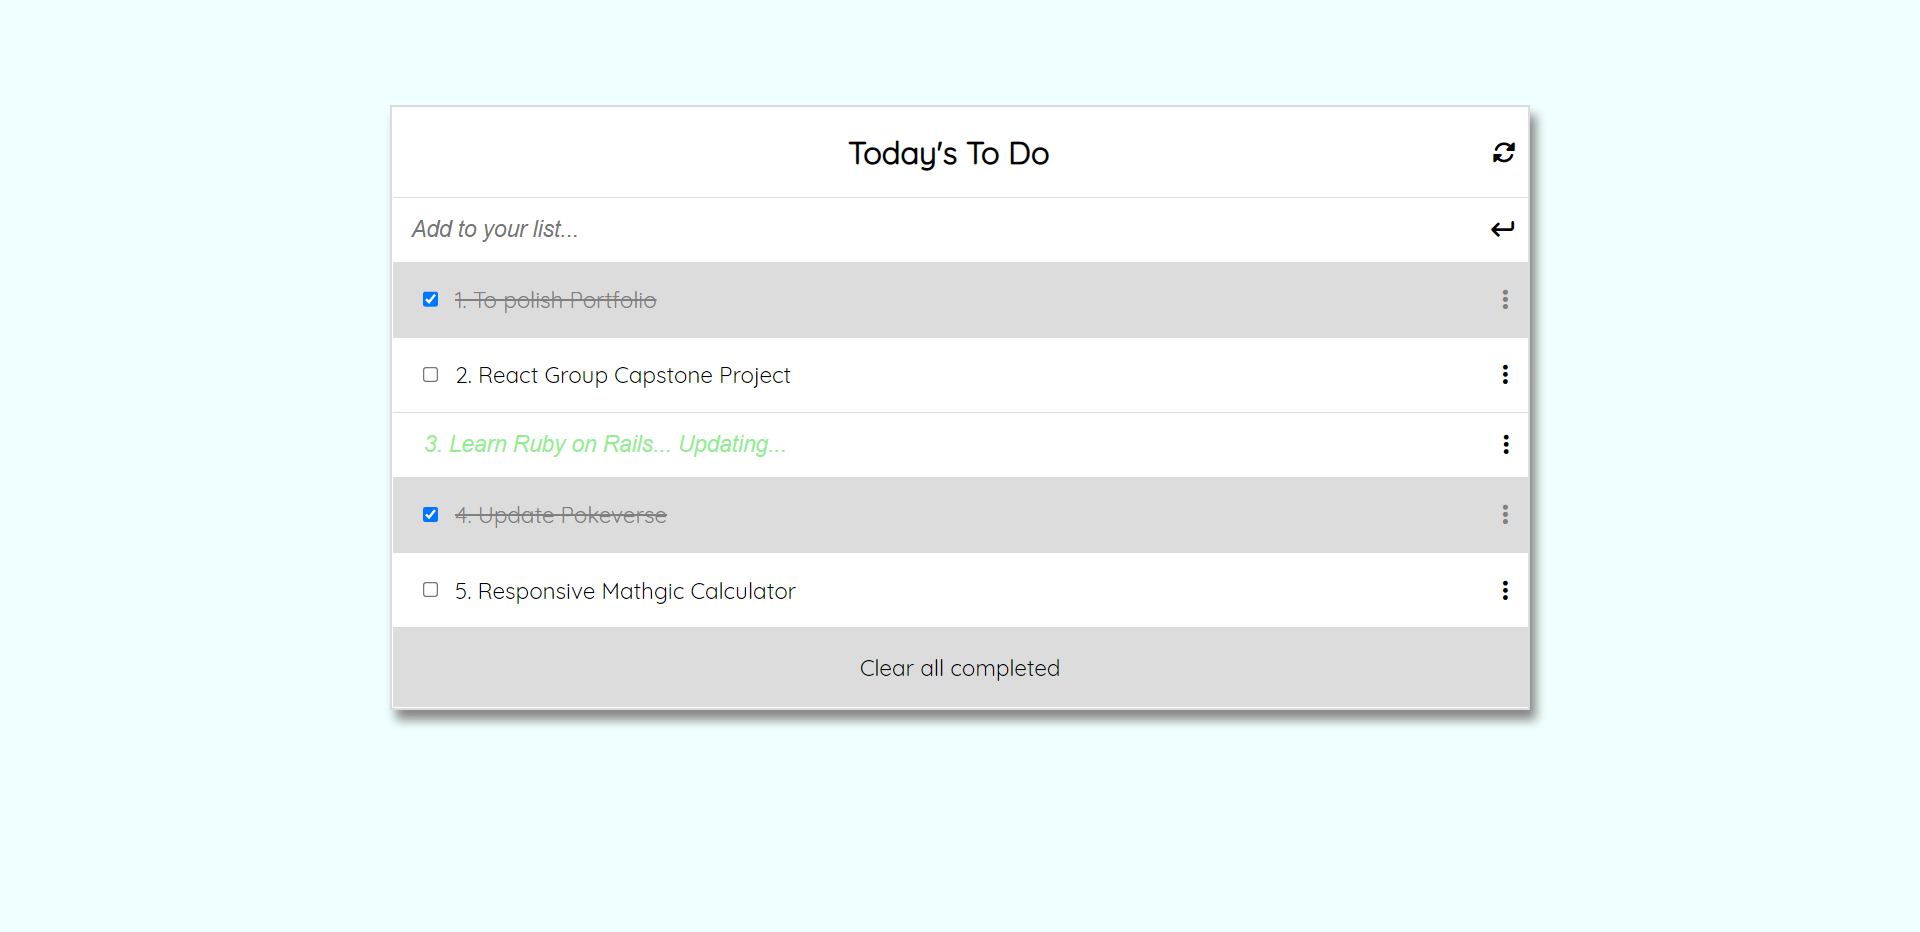 Today's To Do
Add to your list...
1. To polish Portfolio
2. React Group Capstone Project
3. Learn Ruby on Rails... Updating...
4. Update Pokeverse
5. Responsive Mathgic Calculator
Clear all completed